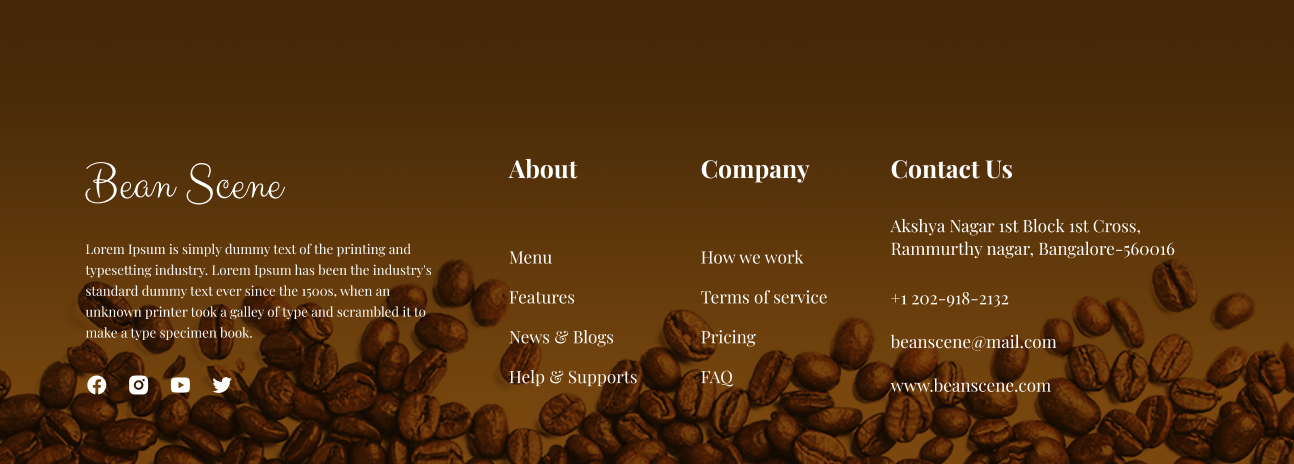 Bean Scene
Lorem Ipsum is simply dummy text of the printing and
typesetting industry. Lorem Ipsum has been the industry's
standard dummy text ever since the 1500s, when an
unknown printer took a galley of type and scrambled it to
make a type specimen book.
About
Menu
Features
News & Blogs
Help & Supports
Company
How we work
Terms of service
Pricing
FAQ
Contact Us
Akshya Nagar 1st Block 1st Cross,
Rammurthy nagar, Bangalore-560016
+1 202-918-2132
beanscene@mail.com
www.beanscene.com